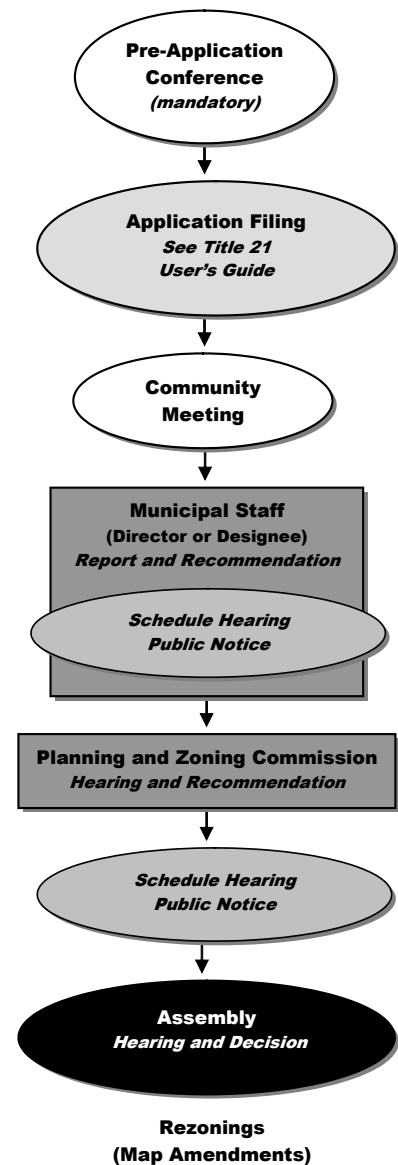 Pre-Application
Conference
(mandatory)
Application Filing
See Title 21
User's Guide
Community
Meeting
Municipal Staff
(Director or Designee)
Report and Recommendation
Schedule Hearing
Public Notice
Planning and Zoning Commission
Hearing and Recommendation
Schedule Hearing
Public Notice
Assembly
Hearing and Decision
Rezonings
(Map Amendments)